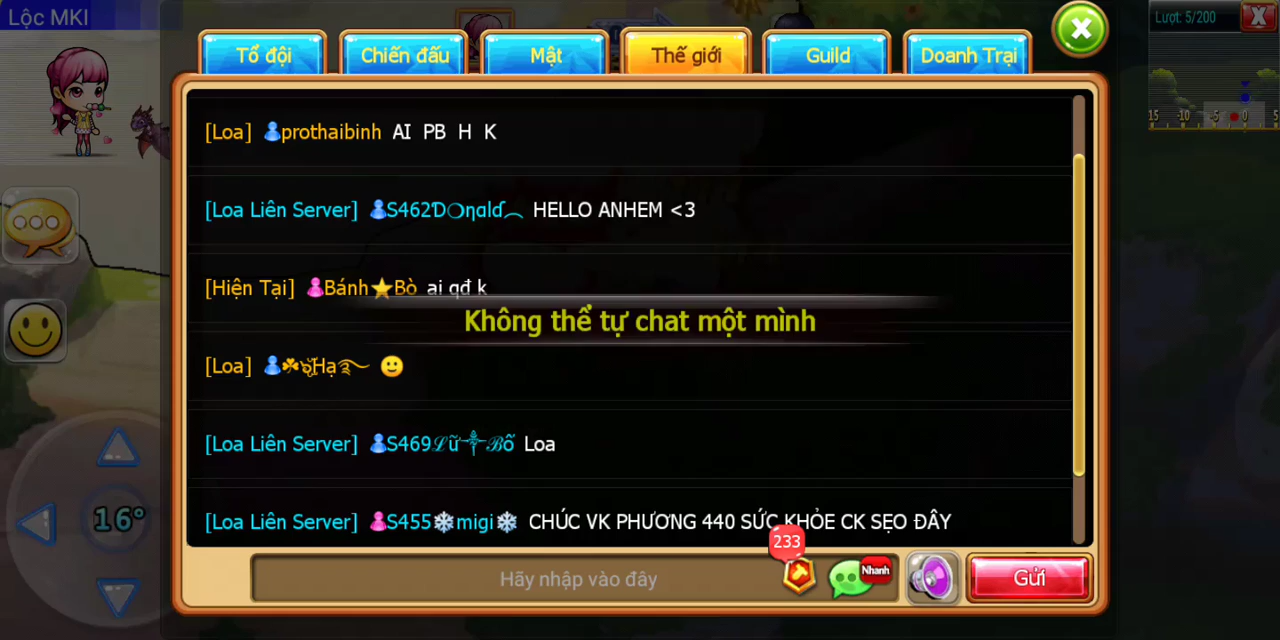 Lộc MKI
Lượt: 5/200
Tổ đội
Chiến đấu
Mật
Thế giới
Guild
Doanh Trại
15 -10 -5 0 5
[Loa] prothaibinh AI PB H K
[Loa Liên Server] S462Ɗ❍ηαlɗ︵ HELLO ANHEM <3
[Hiện Tại] Bánh⭐Bò ai qđ k
Không thể tự chat một mình
[Loa] Hạ 🙂
[Loa Liên Server] S469ℒữ༒ℬố Loa
[Loa Liên Server] S455❄migi❄ CHÚC VK PHƯƠNG 440 SỨC KHỎE CK SẸO ĐÂY
16°
233
Hãy nhập vào đây
Nhanh
Gửi